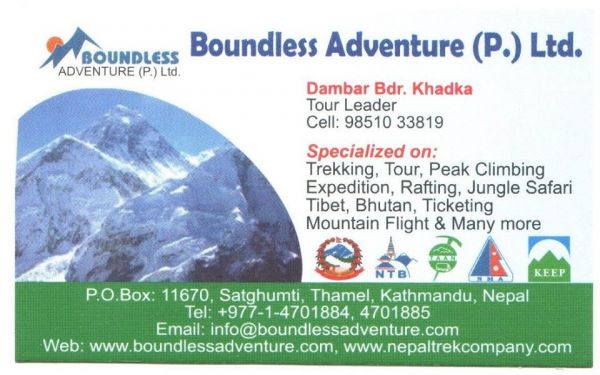 BOUNDLESS
ADVENTURE (P.) Ltd.
Boundless Adventure (P.) Ltd.
Dambar Bdr. Khadka
Tour Leader
Cell: 98510 33819
Specialized on:
Trekking, Tour, Peak Climbing
Expedition, Rafting, Jungle Safari
Tibet, Bhutan, Ticketing
Mountain Flight & Many more
NTB
TAAN
NMA
KEEP
P.O.Box: 11670, Satghumti, Thamel, Kathmandu, Nepal
Tel: +977-1-4701884, 4701885
Email: info@boundlessadventure.com
Web: www.boundlessadventure.com, www.nepaltrekcompany.com